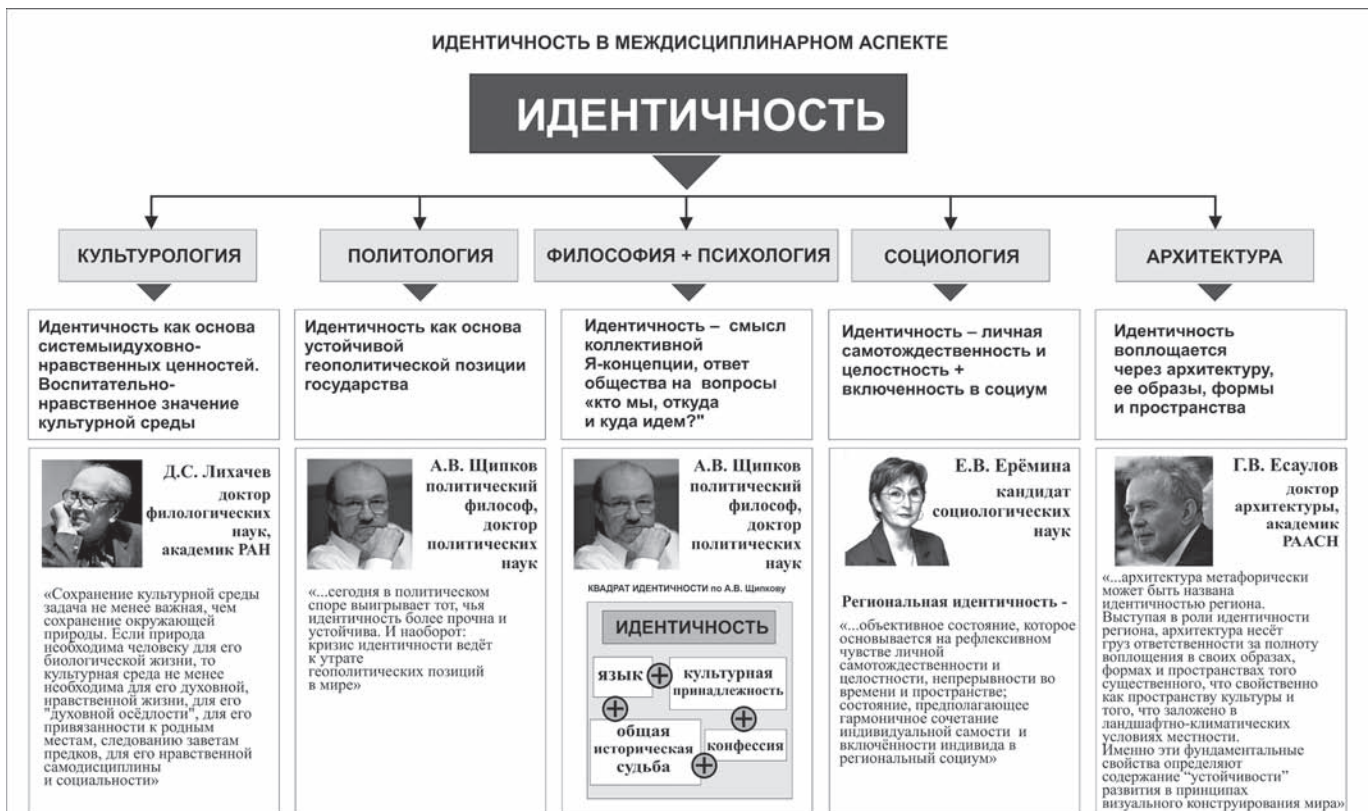 ИДЕНТИЧНОСТЬ В МЕЖДИСЦИПЛИНАРНОМ АСПЕКТЕ
ИДЕНТИЧНОСТЬ
КУЛЬТУРОЛОГИЯ
Идентичность как основа
системыидуховно-
нравственных ценностей.
Воспитательно-
нравственное значение
культурной среды
Д.С. Лихачев
доктор
филологических
наук,
академик РАН
«Сохранение культурной среды
задача не менее важная, чем
сохранение окружающей
природы. Если природа
необходима человеку для его
биологической жизни, то
культурная среда не менее
необходима для его духовной,
нравственной жизни, для его
"духовной осёдлости", для его
привязанности к родным
местам, следованию заветам
предков, для его нравственной
самодисциплины
и социальности»
ПОЛИТОЛОГИЯ
Идентичность как основа
устойчивой
геополитической позиции
государства
А.В. Щипков
политический
философ,
доктор
политических
наук
«...сегодня в политическом
споре выигрывает тот, чья
идентичность более прочна и
устойчива. И наоборот:
кризис идентичности ведёт
к утрате
геополитических позиций
в мире»
ФИЛОСОФИЯ + ПСИХОЛОГИЯ
Идентичность – смысл
коллективной
Я-концепции, ответ
общества на вопросы
«кто мы, откуда
и куда идем?"
А.В. Щипков
политический
философ,
доктор
политических
наук
КВАДРАТ ИДЕНТИЧНОСТИ по А.В. Щипкову
ИДЕНТИЧНОСТЬ
язык
культурная
принадлежность
общая
историческая
судьба
конфессия
СОЦИОЛОГИЯ
Идентичность – личная
самотождественность и
целостность +
включенность в социум
Е.В. Ерёмина
кандидат
социологических
наук
Региональная идентичность -
«...объективное состояние, которое
основывается на рефлексивном
чувстве личной
самотождественности и
целостности, непрерывности во
времени и пространстве;
состояние, предполагающее
гармоничное сочетание
индивидуальной самости и
включённости индивида в
региональный социум»
АРХИТЕКТУРА
Идентичность
воплощается
через архитектуру,
ее образы, формы
и пространства
Г.В. Есаулов
доктор
архитектуры,
академик
РААСН
«...архитектура метафорически
может быть названа
идентичностью региона.
Выступая в роли идентичности
региона, архитектура несёт
груз ответственности за полноту
воплощения в своих образах,
формах и пространствах того
существенного, что свойственно
как пространству культуры и
того, что заложено в
ландшафтно-климатических
условиях местности.
Именно эти фундаментальные
свойства определяют
содержание “устойчивости”
развития в принципах
визуального конструирования мира»